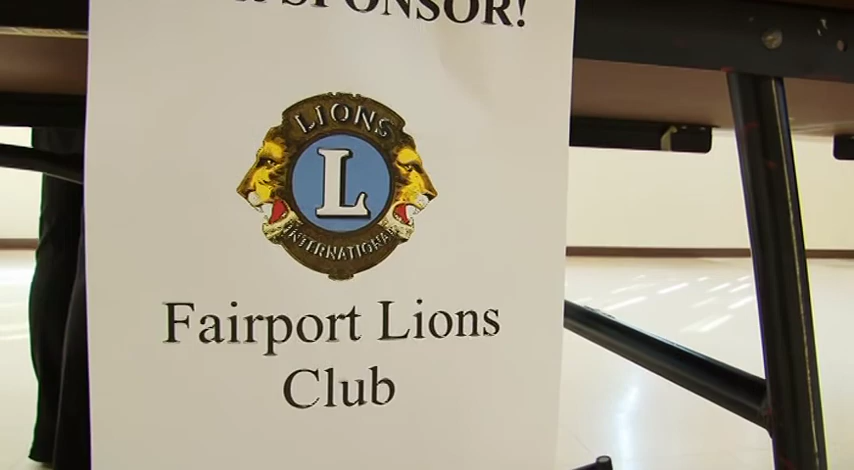 SPONSOR!
LIONS
L
INTERNATIONAL
Fairport Lions
Club